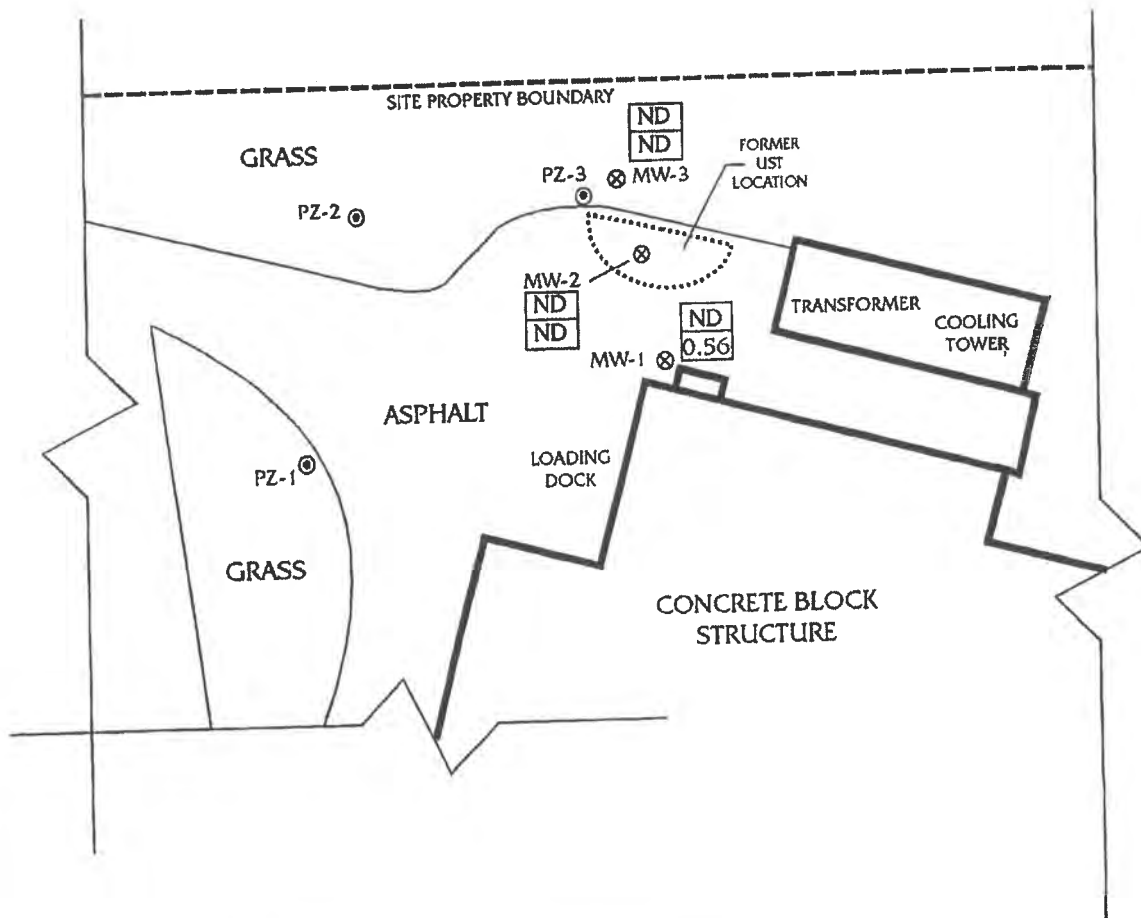 SITE PROPERTY BOUNDARY
ND
ND
GRASS
FORMER
UST
LOCATION
PZ-3
MW-3
PZ-2
MW-2
ND
ND
TRANSFORMER
COOLING
TOWER
ND
0.56
MW-1
ASPHALT
LOADING
DOCK
PZ-1
GRASS
CONCRETE BLOCK
STRUCTURE